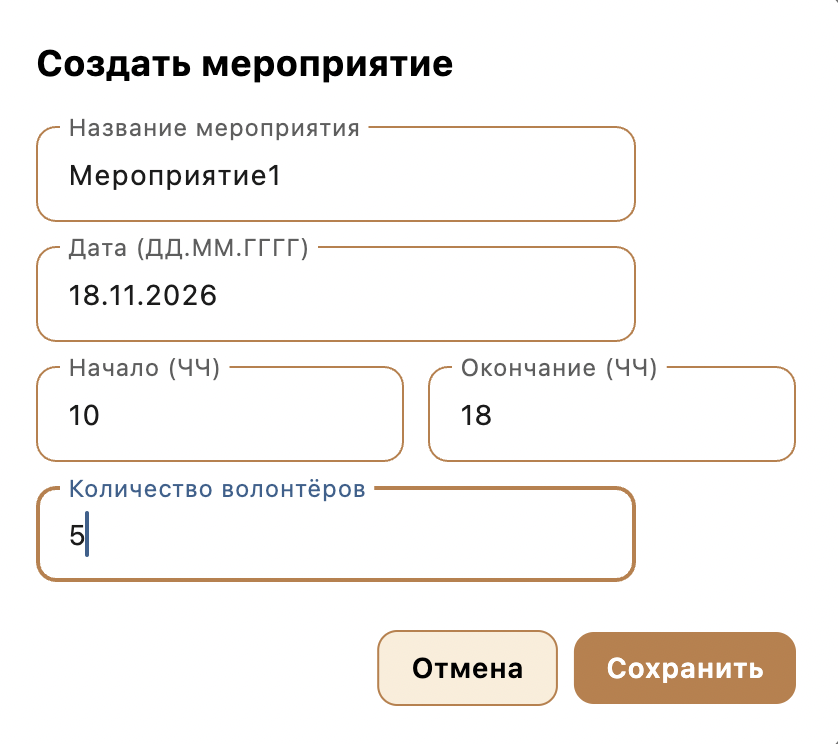 Создать мероприятие
Название мероприятия
Мероприятие1
Дата (ДД.ММ.ГГГГ)
18.11.2026
Начало (ЧЧ) Окончание (ЧЧ)
10 18
Количество волонтёров
5
Отмена Сохранить